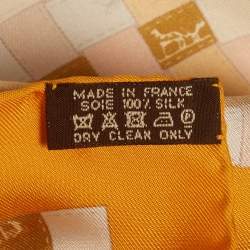 MADE IN FRANCE
SOIE 100% SILK
DRY CLEAN ONLY